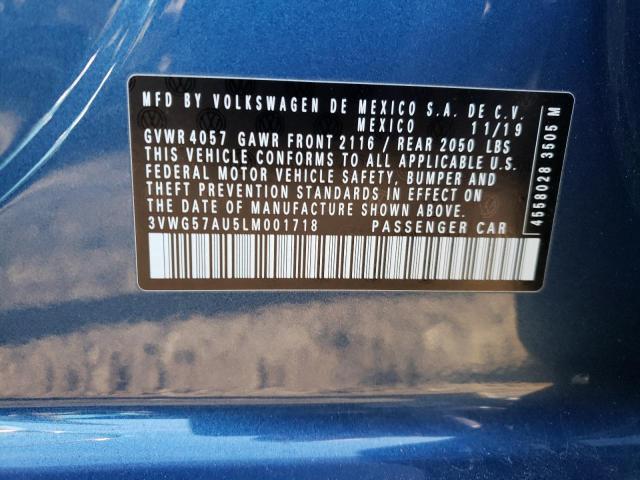 MFD BY VOLKSWAGEN DE MEXICO S.A. DE C.V.
MEXICO 11/19
GVWR 4057 GAWR FRONT 2116 / REAR 2050 LBS
THIS VEHICLE CONFORMS TO ALL APPLICABLE U.S.
FEDERAL MOTOR VEHICLE SAFETY, BUMPER AND
THEFT PREVENTION STANDARDS IN EFFECT ON
THE DATE OF MANUFACTURE SHOWN ABOVE.
3VWG57AU5LM001718 PASSENGER CAR
4558028 3505 M